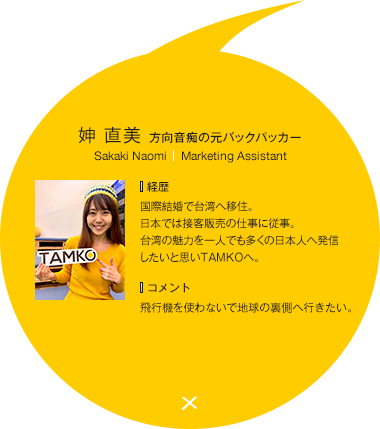 妽 直美 方向音痴の元バックパッカー
Sakaki Naomi | Marketing Assistant
経歴
国際結婚で台湾へ移住。
日本では接客販売の仕事に従事。
台湾の魅力を一人でも多くの日本人へ発信
したいと思いTAMKOへ。
TAMKO
コメント
飛行機を使わないで地球の裏側へ行きたい。